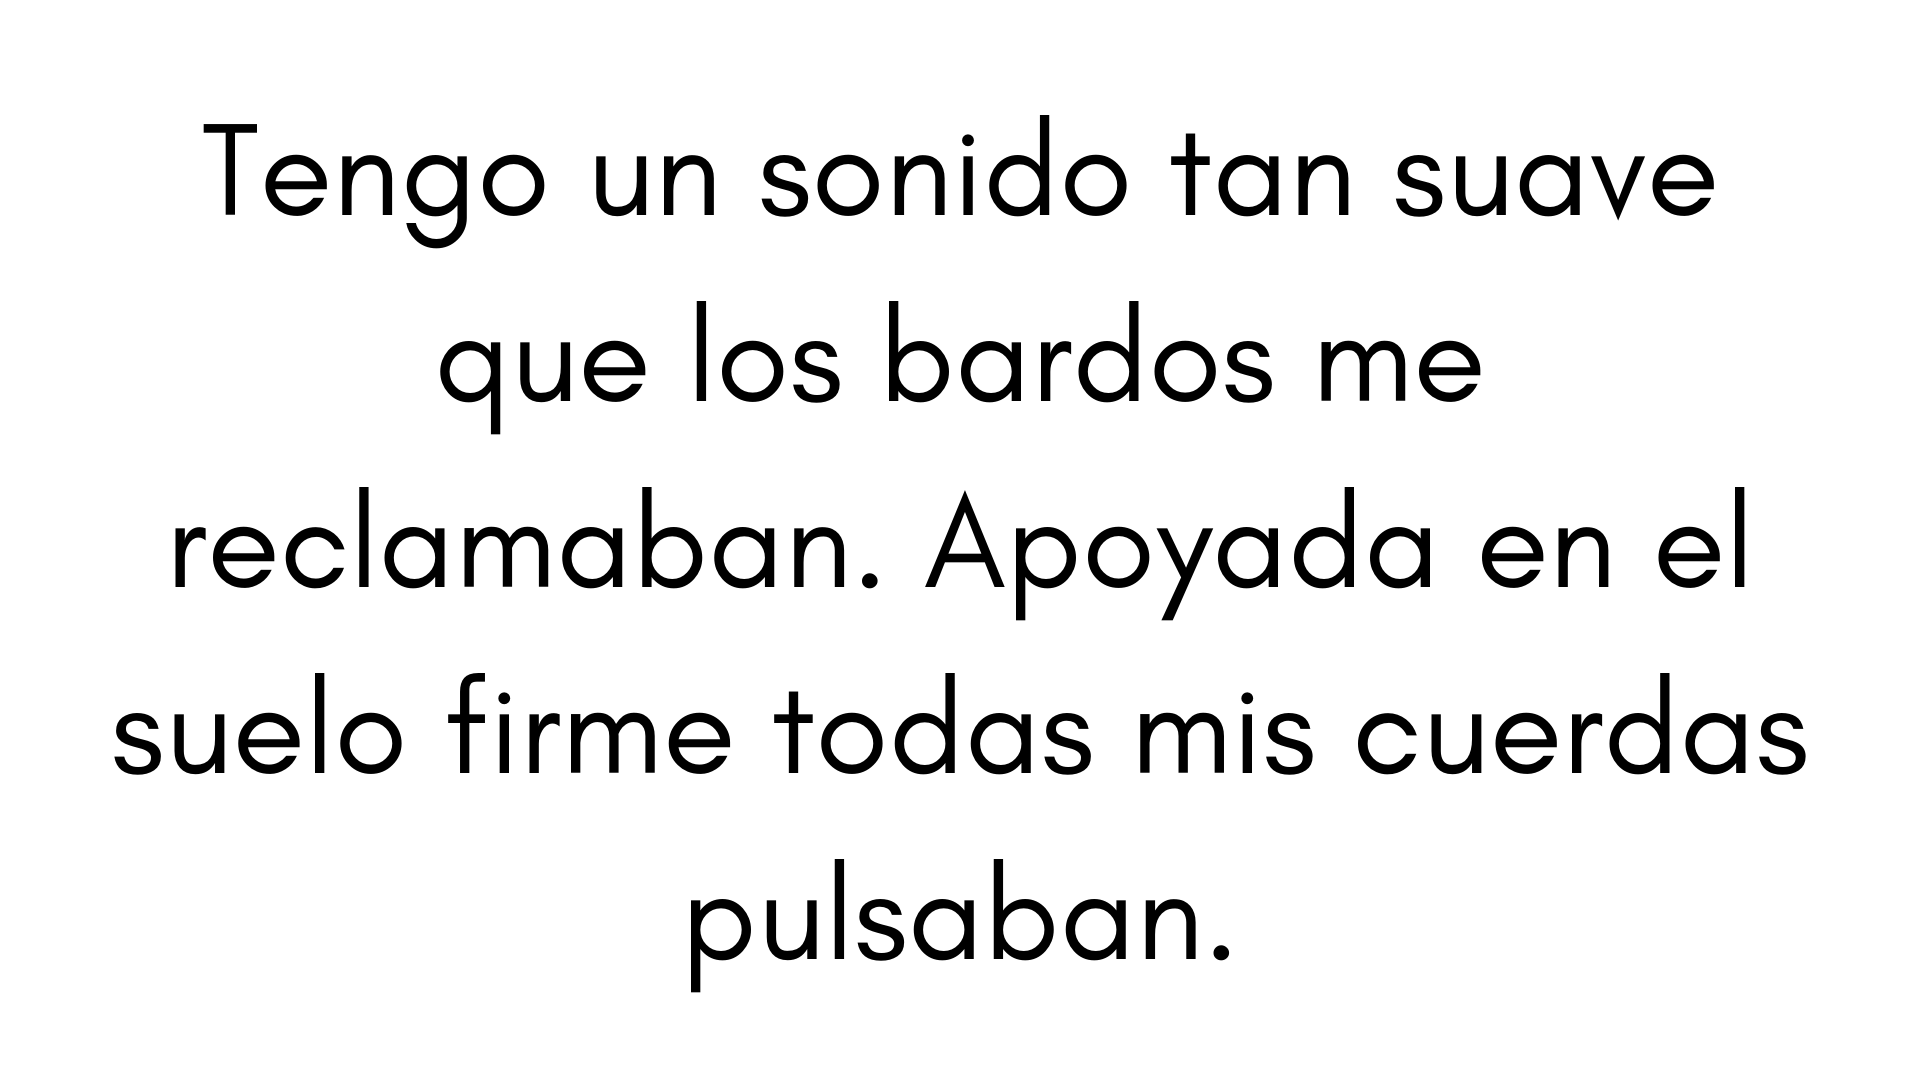 Tengo un sonido tan suave
que los bardos me
reclamaban. Apoyada en el
suelo firme todas mis cuerdas
pulsaban.